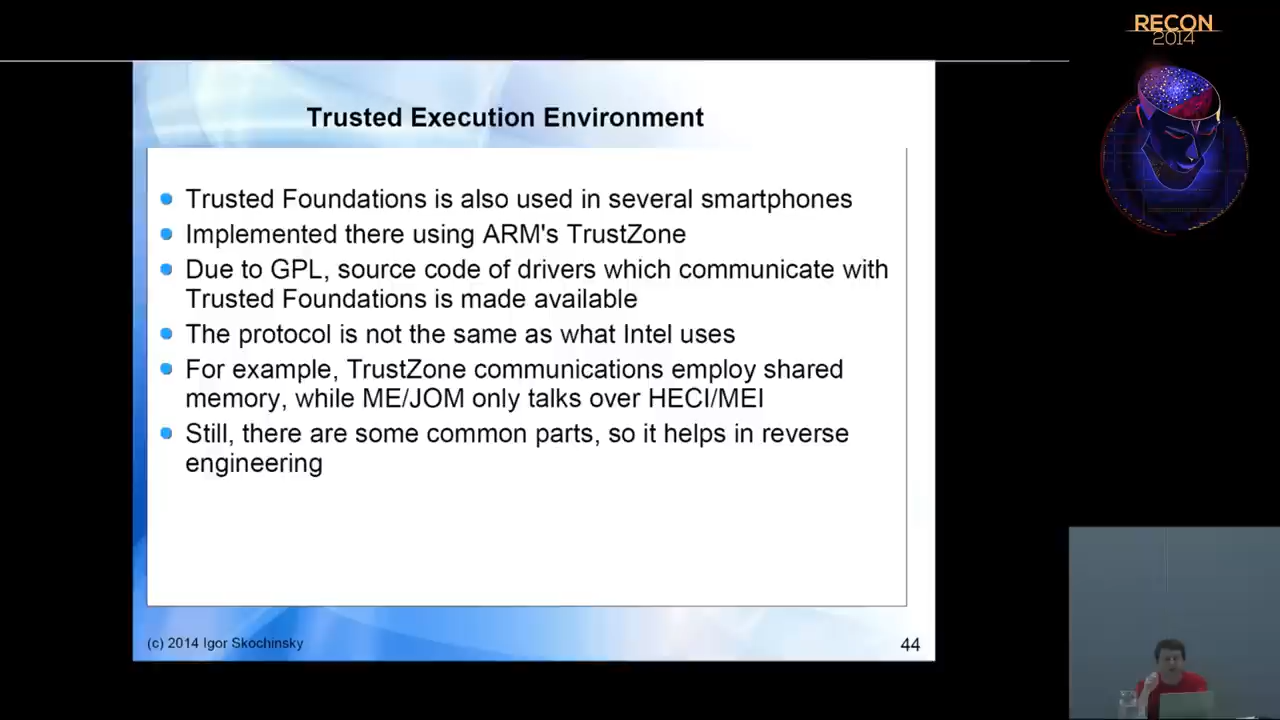 RECON
2014
Trusted Execution Environment
Trusted Foundations is also used in several smartphones
Implemented there using ARM's TrustZone
Due to GPL, source code of drivers which communicate with
Trusted Foundations is made available
The protocol is not the same as what Intel uses
For example, TrustZone communications employ shared
memory, while ME/JOM only talks over HECI/MEI
Still, there are some common parts, so it helps in reverse
engineering
(c) 2014 Igor Skochinsky
44